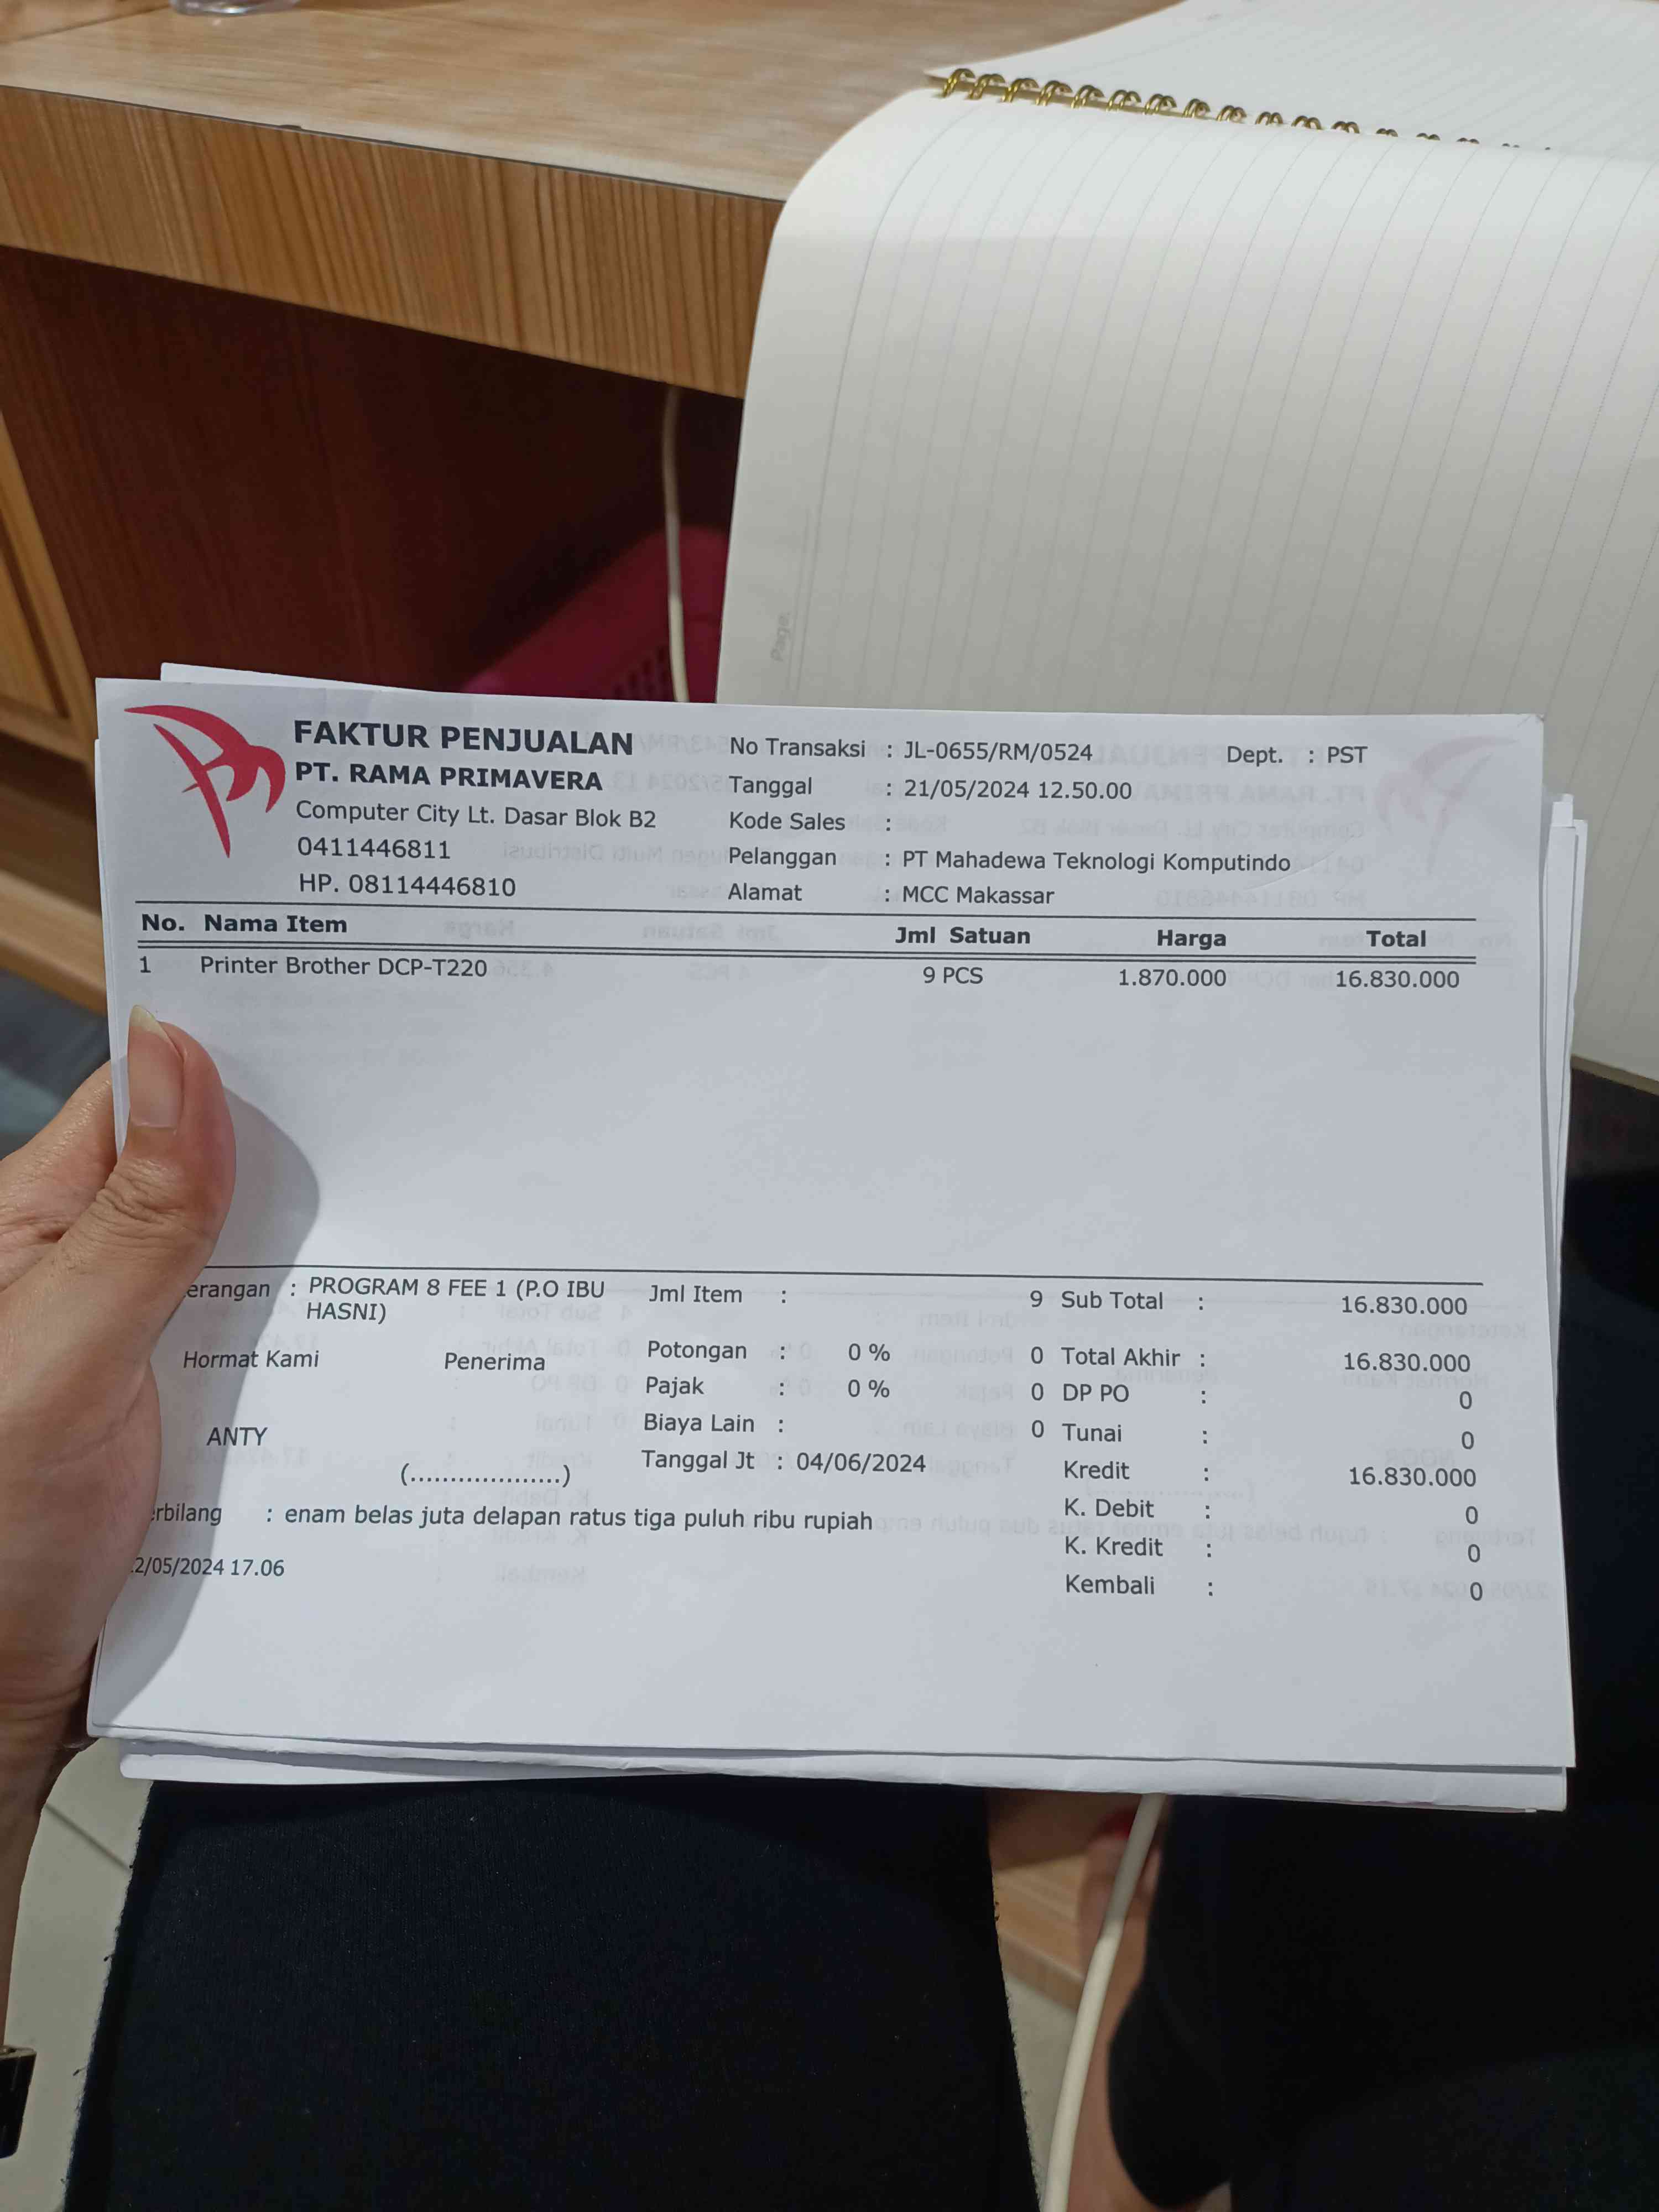 FAKTUR PENJUALAN
PT. RAMA PRIMAVERA
Computer City Lt. Dasar Blok B2
0411446811
HP. 08114446810
No Transaksi : JL-0655/RM/0524 Dept. : PST
Tanggal : 21/05/2024 12.50.00
Kode Sales :
Pelanggan : PT Mahadewa Teknologi Komputindo
Alamat : MCC Makassar
No. Nama Item Jml Satuan Harga Total
1 Printer Brother DCP-T220 9 PCS 1.870.000 16.830.000
erangan : PROGRAM 8 FEE 1 (P.O IBU
HASNI)
Hormat Kami Penerima
ANTY
(...................)
Jml Item : 9
Potongan : 0 % 0
Pajak : 0 % 0
Biaya Lain : 0
Tanggal Jt : 04/06/2024
Sub Total : 16.830.000
Total Akhir : 16.830.000
DP PO : 0
Tunai : 0
Kredit : 16.830.000
K. Debit : 0
K. Kredit : 0
Kembali : 0
rbilang : enam belas juta delapan ratus tiga puluh ribu rupiah
2/05/2024 17.06
Page.